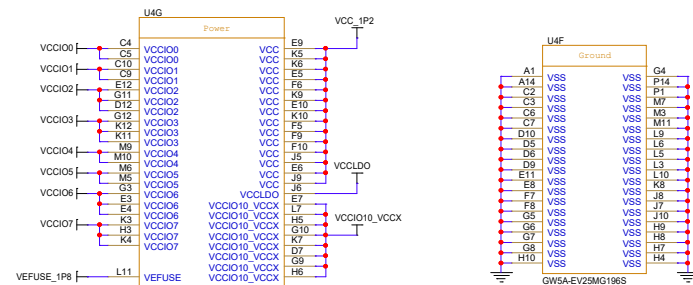 U4G
Power
VCCIO0
C4 VCCIO0
C5 VCCIO0
VCCIO1
C10 VCCIO1
C9 VCCIO1
VCCIO2
E12 VCCIO2
G11 VCCIO2
D12 VCCIO2
VCCIO3
G12 VCCIO3
K12 VCCIO3
K11 VCCIO3
VCCIO4
M9 VCCIO4
M10 VCCIO4
VCCIO5
M6 VCCIO5
M5 VCCIO5
VCCIO6
G3 VCCIO6
E3 VCCIO6
E4 VCCIO6
VCCIO7
K3 VCCIO7
H3 VCCIO7
K4 VCCIO7
VEFUSE_1P8
L11 VEFUSE
VCC_1P2
VCC E9
VCC K5
VCC K6
VCC E5
VCC F6
VCC K9
VCC E10
VCC K10
VCC F5
VCC F9
VCC F10
VCC J5
VCC E6
VCC J9
VCCLDO J6
VCCLDO
VCCIO10_VCCX E7
VCCIO10_VCCX L7
VCCIO10_VCCX H5
VCCIO10_VCCX G10
VCCIO10_VCCX K7
VCCIO10_VCCX D7
VCCIO10_VCCX G9
VCCIO10_VCCX H6
VCCIO10_VCCX
U4F
Ground
A1 VSS VSS G4
A14 VSS VSS P14
C2 VSS VSS P1
C3 VSS VSS M7
C6 VSS VSS M3
C7 VSS VSS M11
D10 VSS VSS L9
D5 VSS VSS L6
D6 VSS VSS L5
D9 VSS VSS L3
E11 VSS VSS L10
E8 VSS VSS K8
F7 VSS VSS J8
F8 VSS VSS J7
G5 VSS VSS J10
G6 VSS VSS H9
G7 VSS VSS H8
G8 VSS VSS H7
H10 VSS VSS H4
GW5A-EV25MG196S